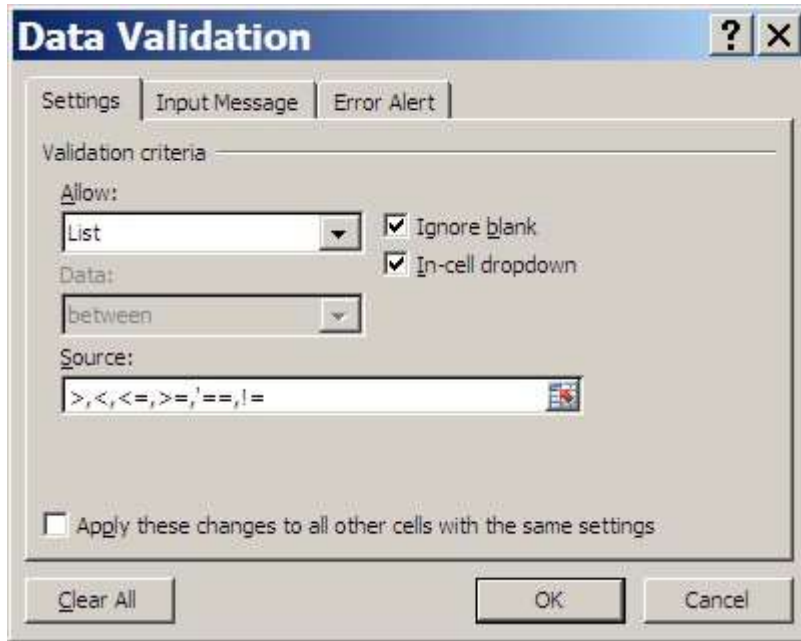 Data Validation
Settings Input Message Error Alert
Validation criteria
Allow:
List
Ignore blank
In-cell dropdown
Data:
between
Source:
>,<,<=,>=,'==,!=
Apply these changes to all other cells with the same settings
Clear All OK Cancel